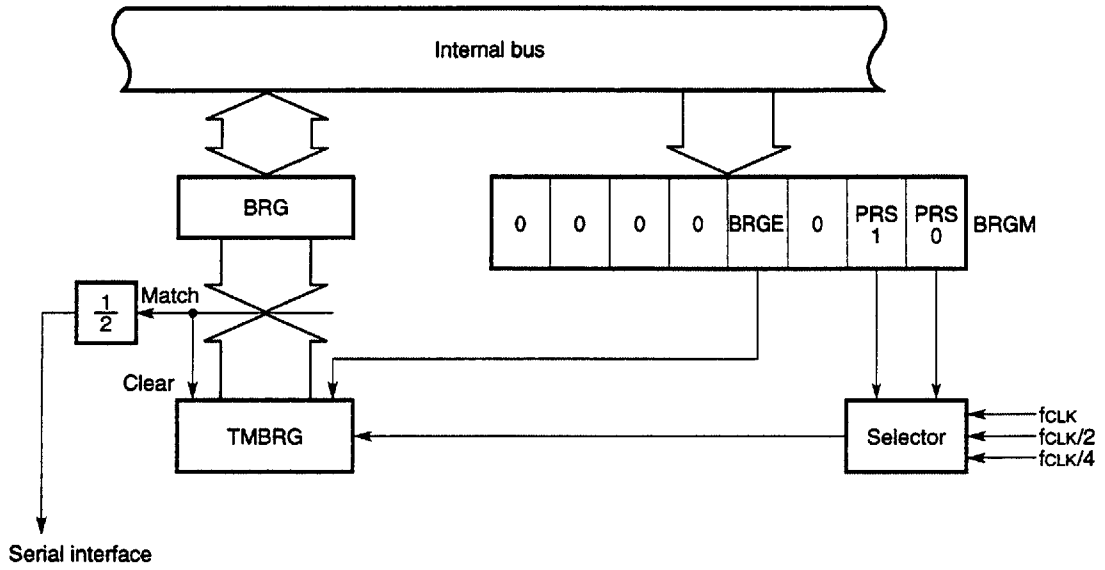 Internal bus
BRG
0 0 0 0 BRGE 0 PRS 1 PRS 0 BRGM
1/2
Match
Clear
TMBRG
Selector
fCLK
fCLK/2
fCLK/4
Serial interface